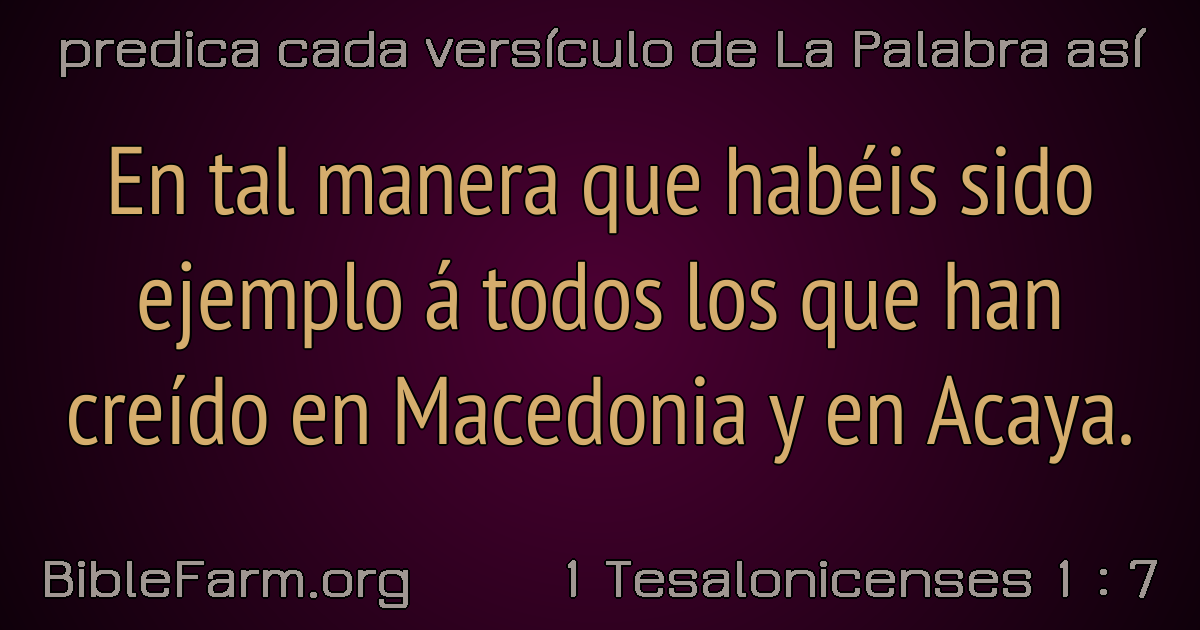 predica cada versículo de La Palabra así
En tal manera que habéis sido
ejemplo á todos los que han
creído en Macedonia y en Acaya.
BibleFarm.org 1 Tesalonicenses 1 : 7